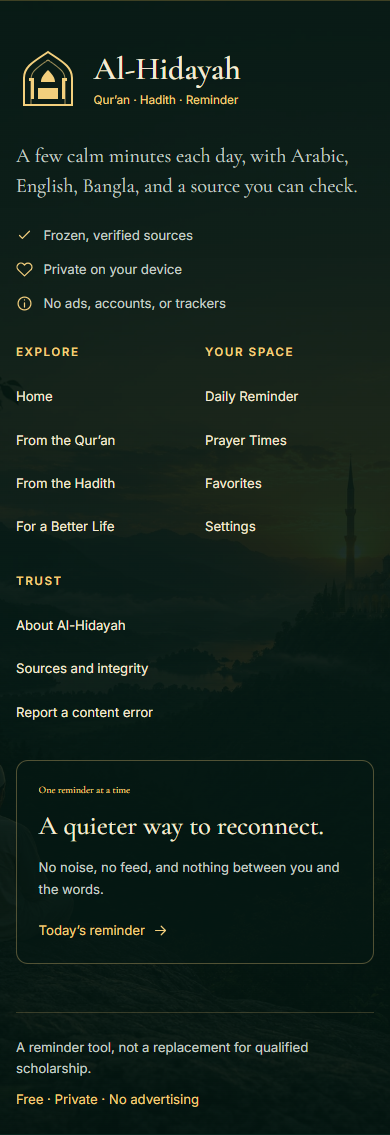 Al-Hidayah
Qur’an · Hadith · Reminder
A few calm minutes each day, with Arabic,
English, Bangla, and a source you can check.
Frozen, verified sources
Private on your device
No ads, accounts, or trackers
EXPLORE
Home
From the Qur’an
From the Hadith
For a Better Life
YOUR SPACE
Daily Reminder
Prayer Times
Favorites
Settings
TRUST
About Al-Hidayah
Sources and integrity
Report a content error
One reminder at a time
A quieter way to reconnect.
No noise, no feed, and nothing between you and
the words.
Today’s reminder →
A reminder tool, not a replacement for qualified
scholarship.
Free · Private · No advertising